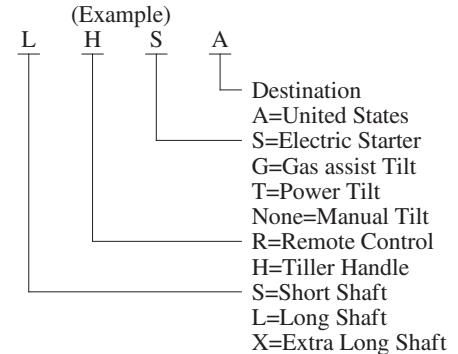 (Example)
L H S A
Destination
A=United States
S=Electric Starter
G=Gas assist Tilt
T=Power Tilt
None=Manual Tilt
R=Remote Control
H=Tiller Handle
S=Short Shaft
L=Long Shaft
X=Extra Long Shaft